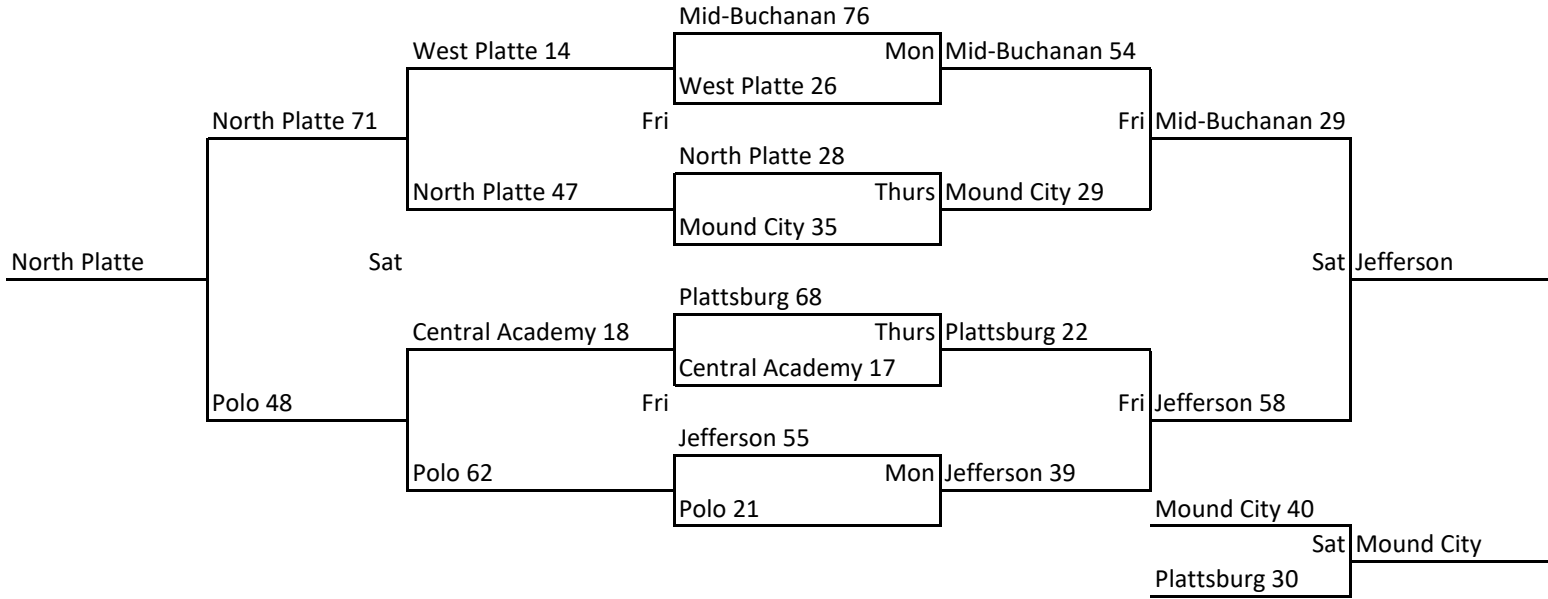 Mid-Buchanan 76
West Platte 14
Mon Mid-Buchanan 54
West Platte 26
North Platte 71
Fri
Fri Mid-Buchanan 29
North Platte 28
North Platte 47
Thurs Mound City 29
Mound City 35
North Platte
Sat
Sat Jefferson
Plattsburg 68
Central Academy 18
Thurs Plattsburg 22
Central Academy 17
Polo 48
Fri
Fri Jefferson 58
Jefferson 55
Polo 62
Mon Jefferson 39
Polo 21
Mound City 40
Sat Mound City
Plattsburg 30